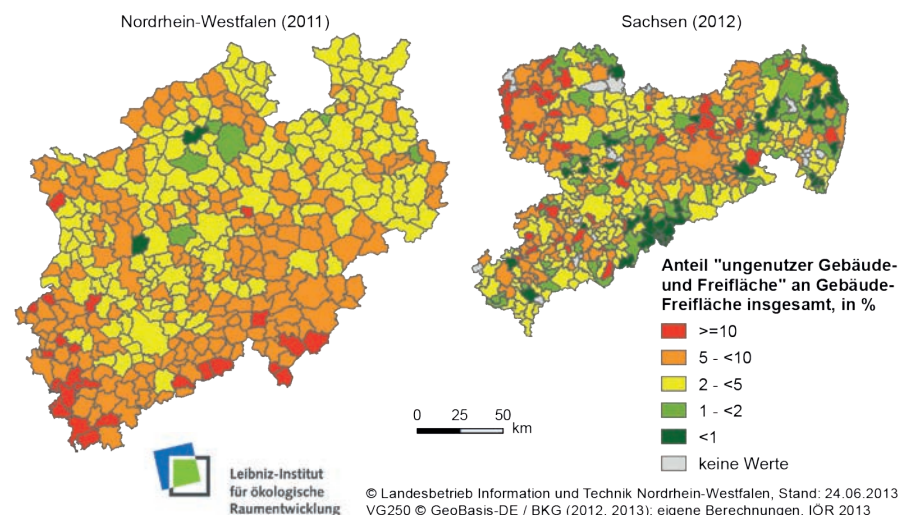 Nordrhein-Westfalen (2011)
Sachsen (2012)
Anteil "ungenutzer Gebäude-
und Freifläche" an Gebäude-
Freifläche insgesamt, in %
>=10
5 - <10
2 - <5
1 - <2
<1
keine Werte
0 25 50
km
Leibniz-Institut
für ökologische
Raumentwicklung
© Landesbetrieb Information und Technik Nordrhein-Westfalen, Stand: 24.06.2013
VG250 © GeoBasis-DE / BKG (2012, 2013); eigene Berechnungen, IÖR 2013